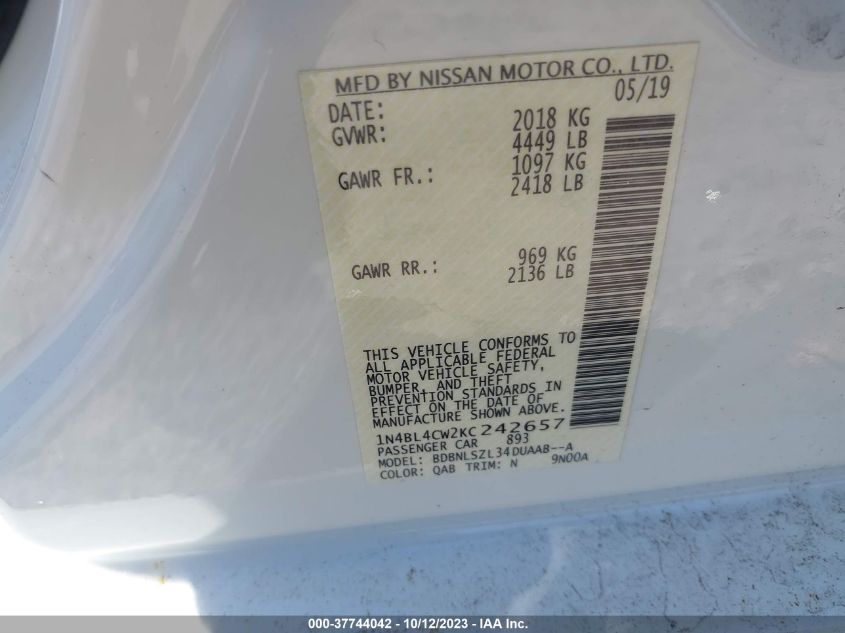 MFD BY NISSAN MOTOR CO., LTD.
DATE: 05/19
GVWR: 2018 KG
4449 LB
GAWR FR.: 1097 KG
2418 LB
GAWR RR.: 969 KG
2136 LB
THIS VEHICLE CONFORMS TO
ALL APPLICABLE FEDERAL
MOTOR VEHICLE SAFETY,
BUMPER, AND THEFT
PREVENTION STANDARDS IN
EFFECT ON THE DATE OF
MANUFACTURE SHOWN ABOVE.
1N4BL4CW2KC242657
PASSENGER CAR 893
MODEL: BDBNLSZL34DUAAB--A
COLOR: QAB TRIM: N 9N00A
000-37744042 - 10/12/2023 - IAA Inc.